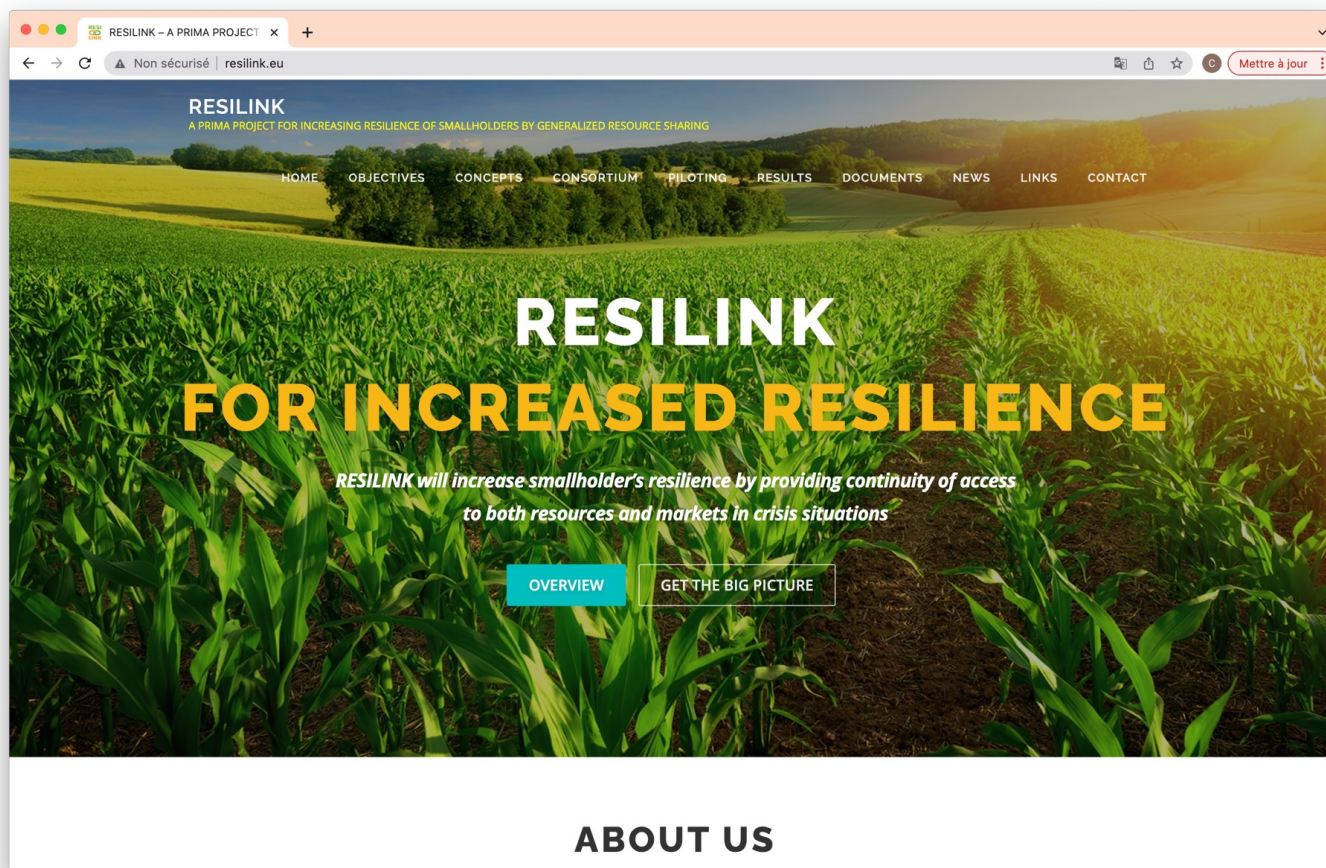 RESILINK – A PRIMA PROJECT
Non sécurisé | resilink.eu
C
Mettre à jour
RESILINK
A PRIMA PROJECT FOR INCREASING RESILIENCE OF SMALLHOLDERS BY GENERALIZED RESOURCE SHARING
HOME OBJECTIVES CONCEPTS CONSORTIUM PILOTING RESULTS DOCUMENTS NEWS LINKS CONTACT
RESILINK
FOR INCREASED RESILIENCE
RESILINK will increase smallholder’s resilience by providing continuity of access
to both resources and markets in crisis situations
OVERVIEW GET THE BIG PICTURE
ABOUT US